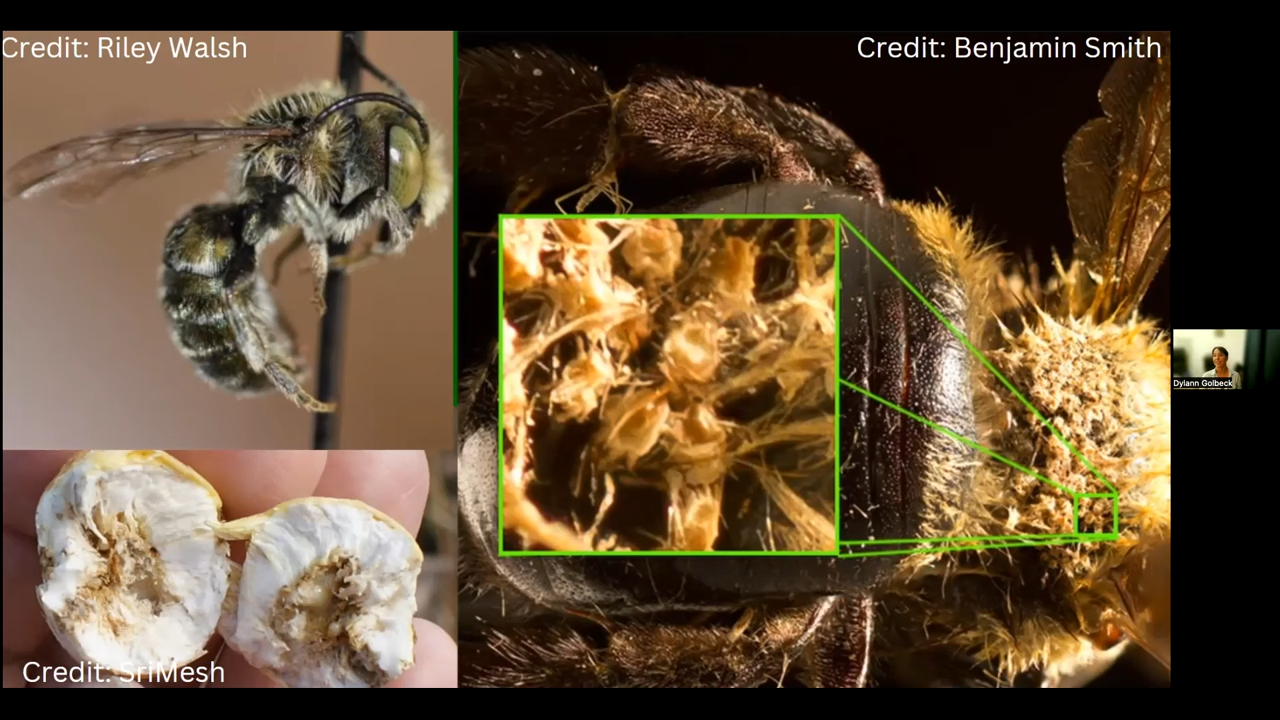 Credit: Riley Walsh
Credit: Benjamin Smith
Dylann Golbeck
Credit: SriMesh